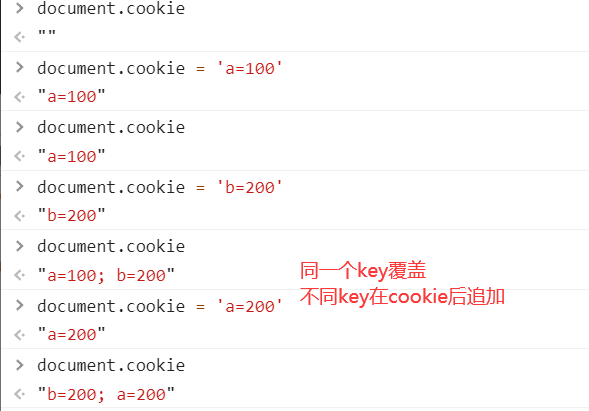 > document.cookie
<· ""
> document.cookie = 'a=100'
<· "a=100"
> document.cookie
<· "a=100"
> document.cookie = 'b=200'
<· "b=200"
> document.cookie
<· "a=100; b=200"
同一个key覆盖
不同key在cookie后追加
> document.cookie = 'a=200'
<· "a=200"
> document.cookie
<· "b=200; a=200"